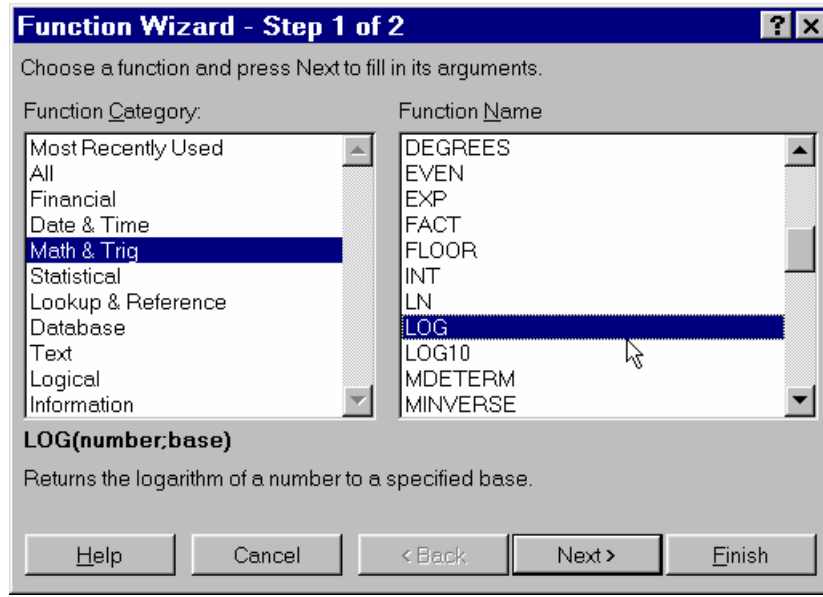 Function Wizard - Step 1 of 2
Choose a function and press Next to fill in its arguments.
Function Category:
Most Recently Used
All
Financial
Date & Time
Math & Trig
Statistical
Lookup & Reference
Database
Text
Logical
Information
Function Name
DEGREES
EVEN
EXP
FACT
FLOOR
INT
LN
LOG
LOG10
MDETERM
MINVERSE
LOG(number;base)
Returns the logarithm of a number to a specified base.
Help
Cancel
< Back
Next >
Finish